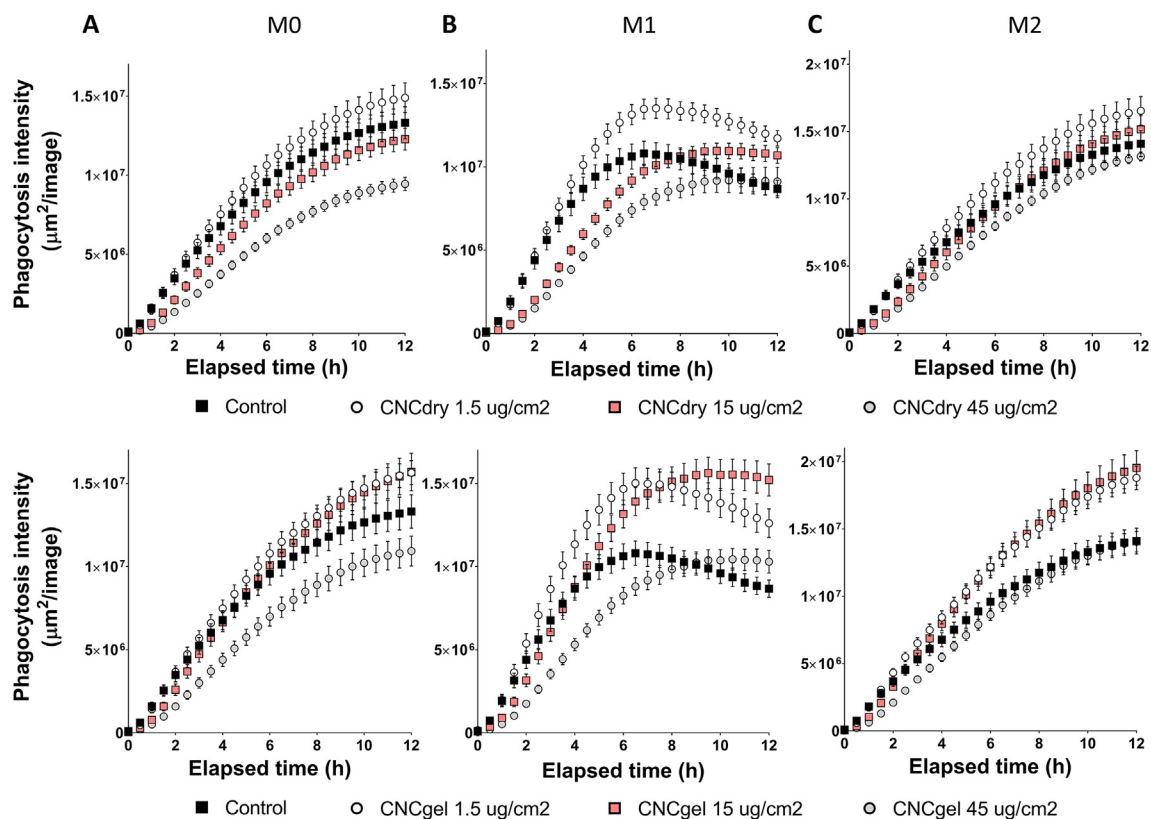 A M0 B M1 C M2
Phagocytosis intensity
(µm²/image)
1.5×10⁷
1×10⁷
5×10⁶
0
0 2 4 6 8 10 12
Elapsed time (h)
1.5×10⁷
1×10⁷
5×10⁶
0
0 2 4 6 8 10 12
Elapsed time (h)
2×10⁷
1.5×10⁷
1×10⁷
5×10⁶
0
0 2 4 6 8 10 12
Elapsed time (h)
Control CNCdry 1.5 ug/cm2 CNCdry 15 ug/cm2 CNCdry 45 ug/cm2
Phagocytosis intensity
(µm²/image)
1.5×10⁷
1×10⁷
5×10⁶
0
0 2 4 6 8 10 12
Elapsed time (h)
1.5×10⁷
1×10⁷
5×10⁶
0
0 2 4 6 8 10 12
Elapsed time (h)
2×10⁷
1.5×10⁷
1×10⁷
5×10⁶
0
0 2 4 6 8 10 12
Elapsed time (h)
Control CNCgel 1.5 ug/cm2 CNCgel 15 ug/cm2 CNCgel 45 ug/cm2